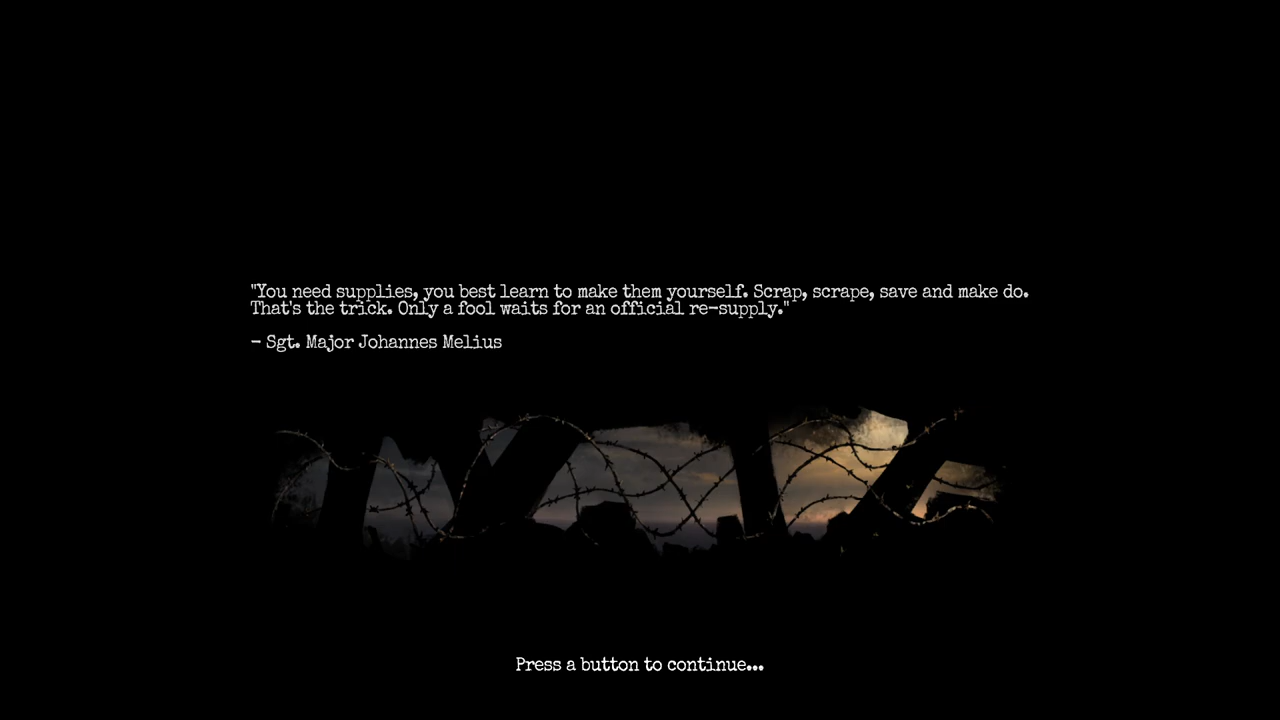 "You need supplies, you best learn to make them yourself. Scrap, scrape, save and make do.
That's the trick. Only a fool waits for an official re-supply."
- Sgt. Major Johannes Melius
Press a button to continue...